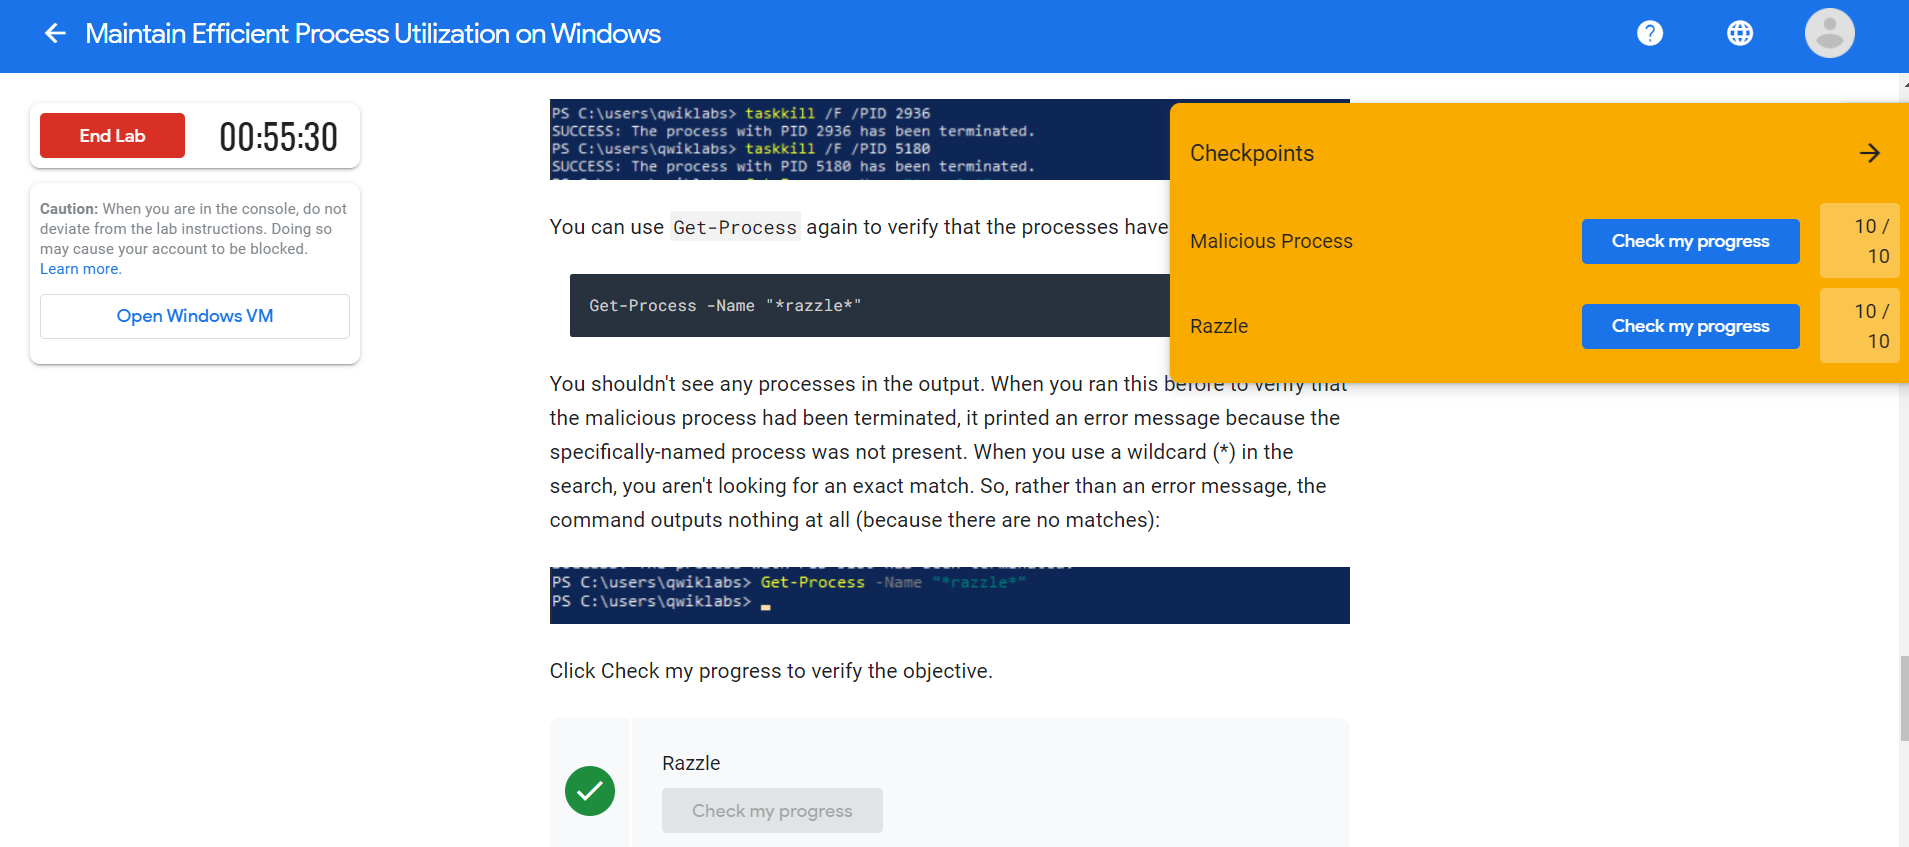 Maintain Efficient Process Utilization on Windows
?
End Lab
00:55:30
Caution: When you are in the console, do not
deviate from the lab instructions. Doing so
may cause your account to be blocked.
Learn more.
Open Windows VM
PS C:\users\qwiklabs> taskkill /F /PID 2936
SUCCESS: The process with PID 2936 has been terminated.
PS C:\users\qwiklabs> taskkill /F /PID 5180
SUCCESS: The process with PID 5180 has been terminated.
You can use Get-Process again to verify that the processes have
Get-Process -Name "*razzle*"
You shouldn't see any processes in the output. When you ran this before to verify that
the malicious process had been terminated, it printed an error message because the
specifically-named process was not present. When you use a wildcard (*) in the
search, you aren't looking for an exact match. So, rather than an error message, the
command outputs nothing at all (because there are no matches):
PS C:\users\qwiklabs> Get-Process -Name "*razzle*"
PS C:\users\qwiklabs>
Click Check my progress to verify the objective.
Razzle
Check my progress
Checkpoints
Malicious Process
Check my progress
10 /
10
Razzle
Check my progress
10 /
10